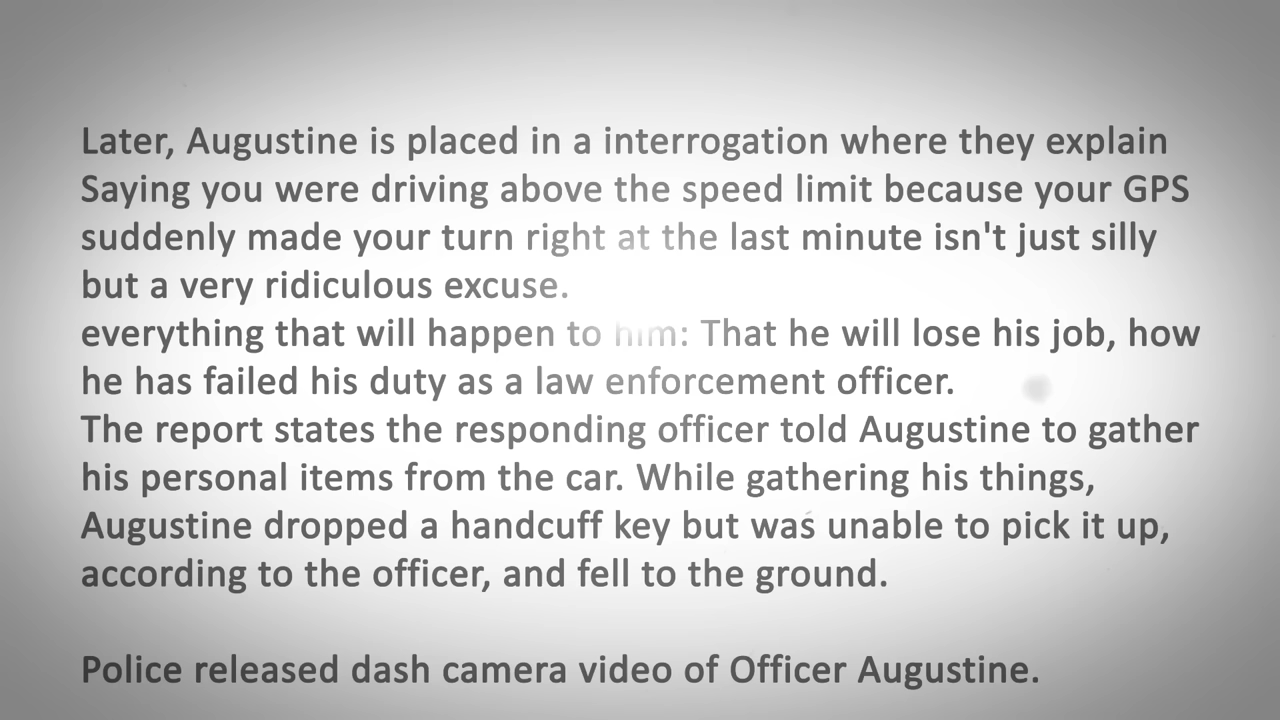 Later, Augustine is placed in a interrogation where they explain
Saying you were driving above the speed limit because your GPS
suddenly made your turn right at the last minute isn't just silly
but a very ridiculous excuse.
everything that will happen to him: That he will lose his job, how
he has failed his duty as a law enforcement officer.
The report states the responding officer told Augustine to gather
his personal items from the car. While gathering his things,
Augustine dropped a handcuff key but was unable to pick it up,
according to the officer, and fell to the ground.
Police released dash camera video of Officer Augustine.